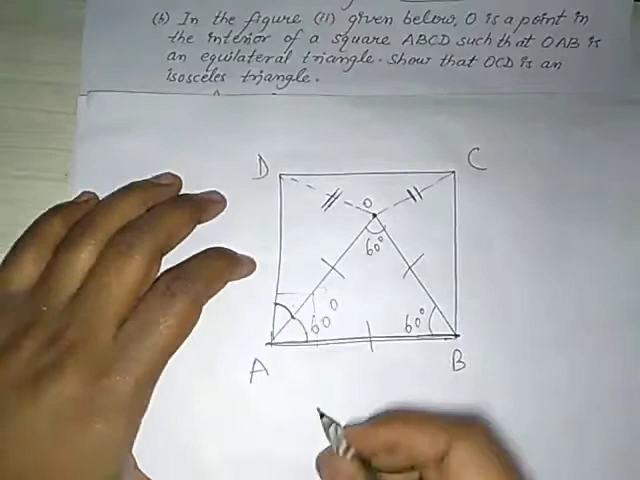 (b) In the figure (ii) given below, O is a point in
the interior of a square ABCD such that OAB is
an equilateral triangle. Show that OCD is an
isosceles triangle.
D
C
O
60°
60°
60°
A
B